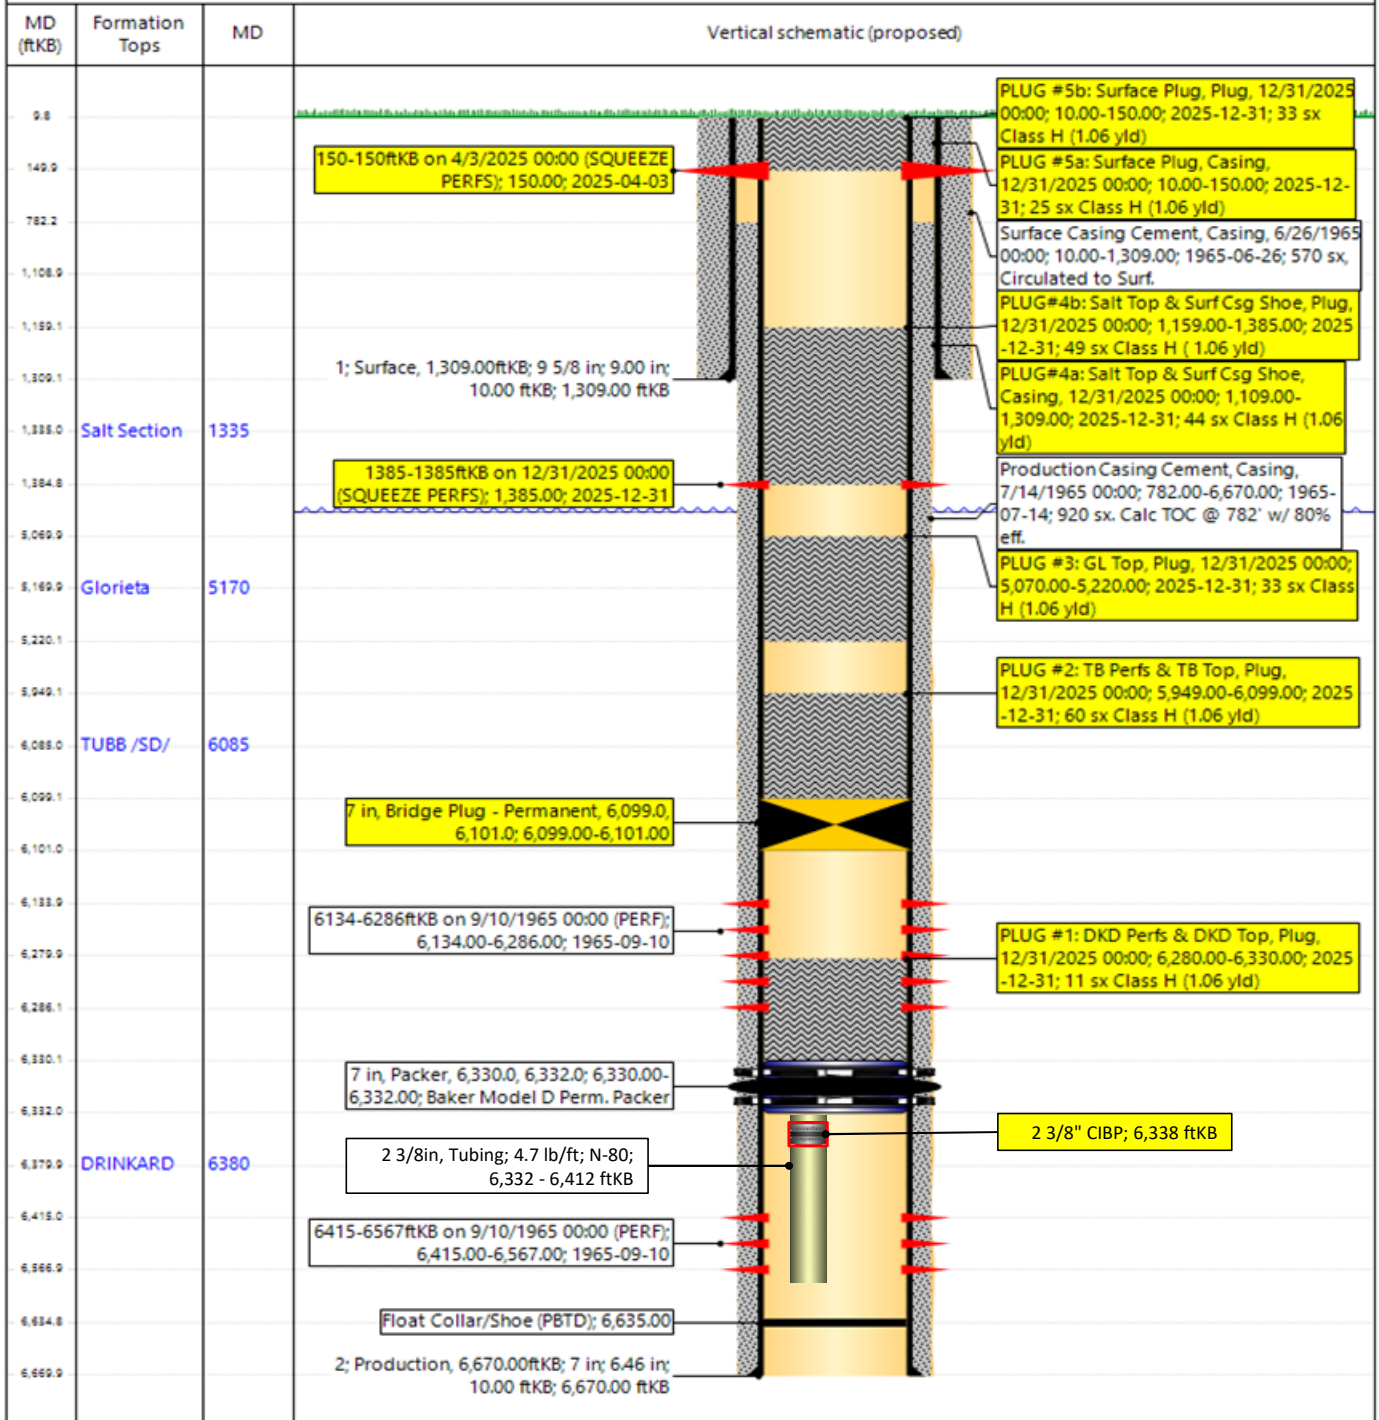 MD
(ftKB)
Formation
Tops
MD
Vertical schematic (proposed)
9.8
149.9
782.2
1,108.9
1,159.1
1,309.1
1,335.0
1,384.8
5,069.9
5,169.9
5,220.1
5,949.1
6,085.0
6,099.1
6,101.0
6,133.9
6,279.9
6,286.1
6,330.1
6,332.0
6,379.9
6,415.0
6,566.9
6,634.8
6,669.9
Salt Section 1335
Glorieta 5170
TUBB /SD/ 6085
DRINKARD 6380
150-150ftKB on 4/3/2025 00:00 (SQUEEZE
PERFS); 150.00; 2025-04-03
1; Surface, 1,309.00ftKB; 9 5/8 in; 9.00 in;
10.00 ftKB; 1,309.00 ftKB
1385-1385ftKB on 12/31/2025 00:00
(SQUEEZE PERFS); 1,385.00; 2025-12-31
7 in, Bridge Plug - Permanent, 6,099.0,
6,101.0; 6,099.00-6,101.00
6134-6286ftKB on 9/10/1965 00:00 (PERF);
6,134.00-6,286.00; 1965-09-10
7 in, Packer, 6,330.0, 6,332.0; 6,330.00-
6,332.00; Baker Model D Perm. Packer
2 3/8in, Tubing; 4.7 lb/ft; N-80;
6,332 - 6,412 ftKB
6415-6567ftKB on 9/10/1965 00:00 (PERF);
6,415.00-6,567.00; 1965-09-10
Float Collar/Shoe (PBTD); 6,635.00
2; Production, 6,670.00ftKB; 7 in; 6.46 in;
10.00 ftKB; 6,670.00 ftKB
PLUG #5b: Surface Plug, Plug, 12/31/2025
00:00; 10.00-150.00; 2025-12-31; 33 sx
Class H (1.06 yld)
PLUG #5a: Surface Plug, Casing,
12/31/2025 00:00; 10.00-150.00; 2025-12-
31; 25 sx Class H (1.06 yld)
Surface Casing Cement, Casing, 6/26/1965
00:00; 10.00-1,309.00; 1965-06-26; 570 sx,
Circulated to Surf.
PLUG#4b: Salt Top & Surf Csg Shoe, Plug,
12/31/2025 00:00; 1,159.00-1,385.00; 2025
-12-31; 49 sx Class H ( 1.06 yld)
PLUG#4a: Salt Top & Surf Csg Shoe,
Casing, 12/31/2025 00:00; 1,109.00-
1,309.00; 2025-12-31; 44 sx Class H (1.06
yld)
Production Casing Cement, Casing,
7/14/1965 00:00; 782.00-6,670.00; 1965-
07-14; 920 sx. Calc TOC @ 782' w/ 80%
eff.
PLUG #3: GL Top, Plug, 12/31/2025 00:00;
5,070.00-5,220.00; 2025-12-31; 33 sx Class
H (1.06 yld)
PLUG #2: TB Perfs & TB Top, Plug,
12/31/2025 00:00; 5,949.00-6,099.00; 2025
-12-31; 60 sx Class H (1.06 yld)
PLUG #1: DKD Perfs & DKD Top, Plug,
12/31/2025 00:00; 6,280.00-6,330.00; 2025
-12-31; 11 sx Class H (1.06 yld)
2 3/8" CIBP; 6,338 ftKB